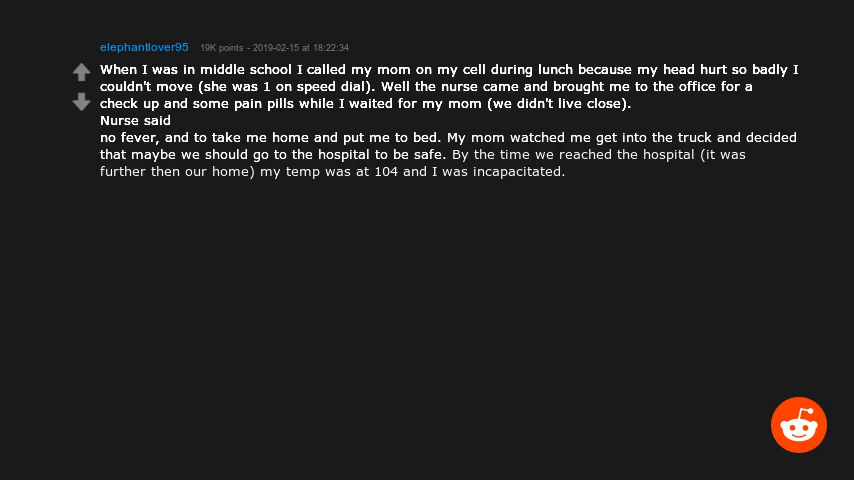 elephantlover95 19K points - 2019-02-15 at 18:22:34
When I was in middle school I called my mom on my cell during lunch because my head hurt so badly I
couldn't move (she was 1 on speed dial). Well the nurse came and brought me to the office for a
check up and some pain pills while I waited for my mom (we didn't live close).
Nurse said
no fever, and to take me home and put me to bed. My mom watched me get into the truck and decided
that maybe we should go to the hospital to be safe. By the time we reached the hospital (it was
further then our home) my temp was at 104 and I was incapacitated.